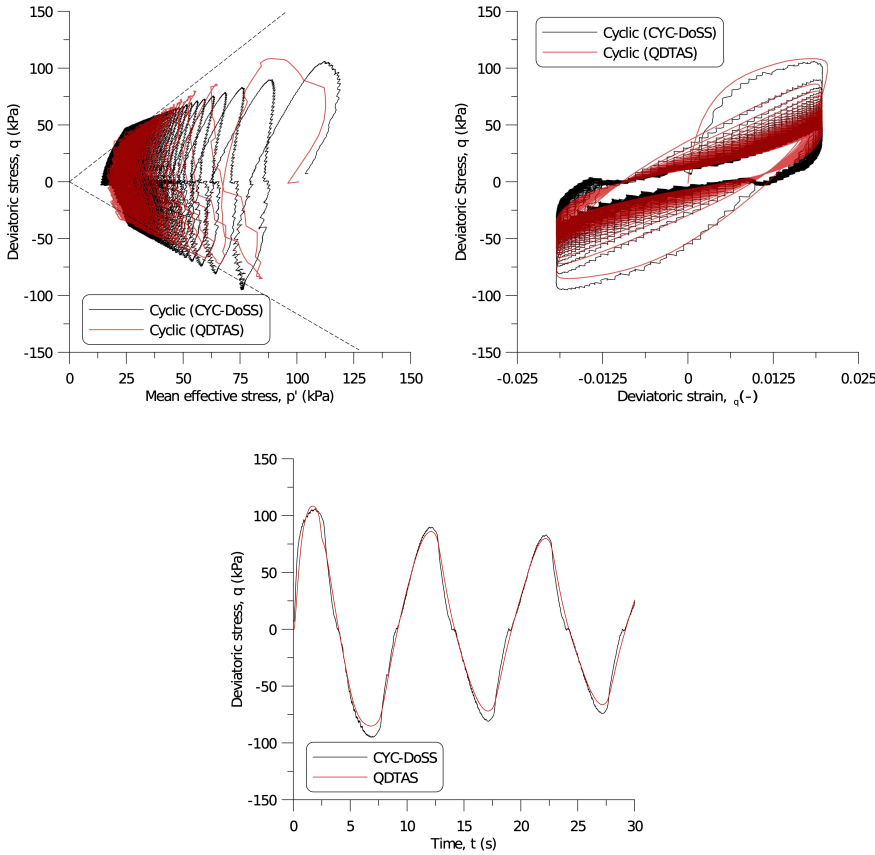 150
100
50
0
-50
-100
-150
Deviatoric stress, q (kPa)
Cyclic (CYC-DoSS)
Cyclic (QDTAS)
0 25 50 75 100 125 150
Mean effective stress, p' (kPa)
150
100
50
0
-50
-100
-150
Deviatoric Stress, q (kPa)
Cyclic (CYC-DoSS)
Cyclic (QDTAS)
-0.025 -0.0125 0 0.0125 0.025
Deviatoric strain, q(-)
150
100
50
0
-50
-100
-150
Deviatoric stress, q (kPa)
CYC-DoSS
QDTAS
0 5 10 15 20 25 30
Time, t (s)